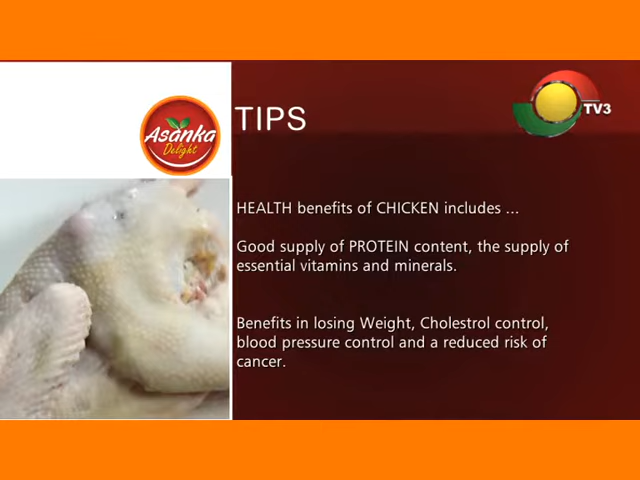 Asanka
Delight
TIPS
TV3
HEALTH benefits of CHICKEN includes ...
Good supply of PROTEIN content, the supply of
essential vitamins and minerals.
Benefits in losing Weight, Cholestrol control,
blood pressure control and a reduced risk of
cancer.